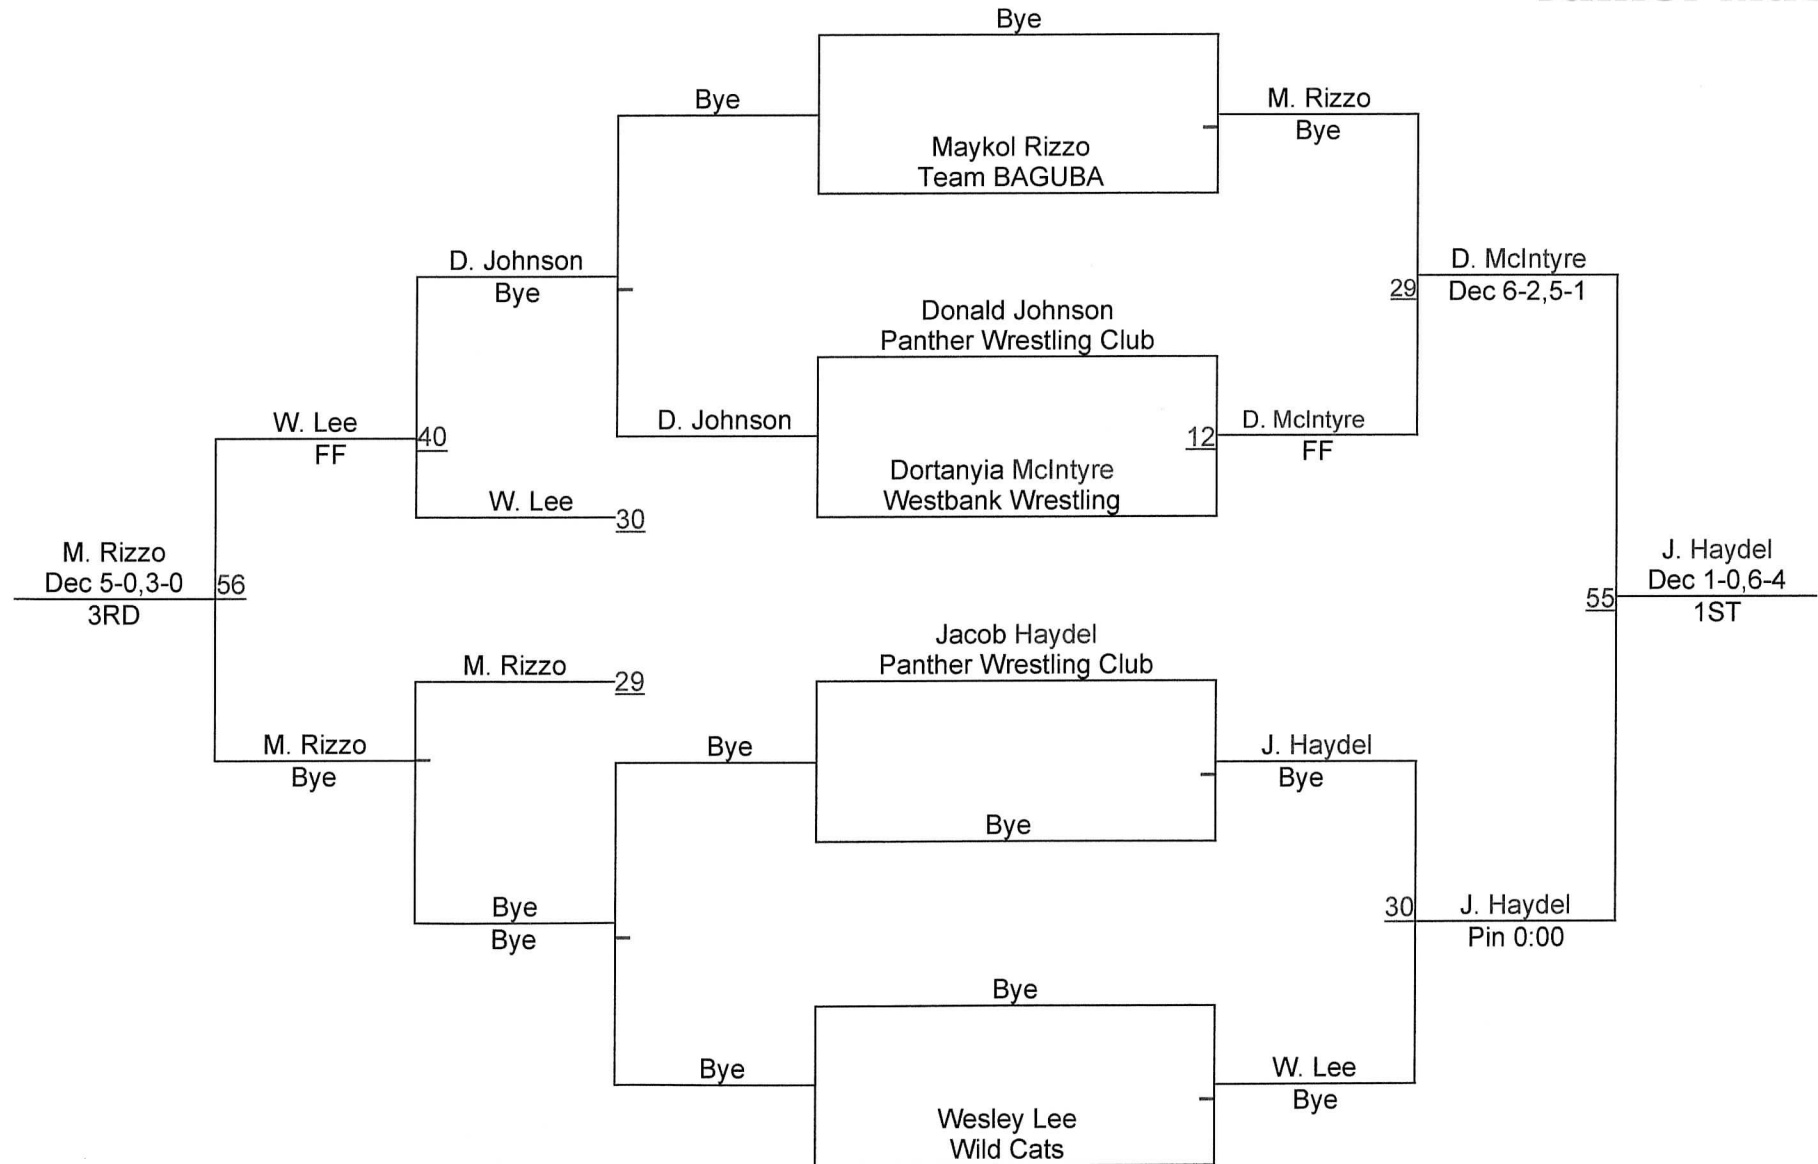 Bye
Bye
M. Rizzo
Bye
Maykol Rizzo
Team BAGUBA
D. Johnson
Bye
D. McIntyre
Dec 6-2,5-1
29
Donald Johnson
Panther Wrestling Club
W. Lee
FF
40
D. Johnson
12
D. McIntyre
FF
Dortanyia McIntyre
Westbank Wrestling
W. Lee
30
M. Rizzo
Dec 5-0,3-0
3RD
56
J. Haydel
Dec 1-0,6-4
1ST
55
Jacob Haydel
Panther Wrestling Club
M. Rizzo
29
M. Rizzo
Bye
Bye
J. Haydel
Bye
Bye
Bye
Bye
30
J. Haydel
Pin 0:00
Bye
Bye
W. Lee
Bye
Wesley Lee
Wild Cats